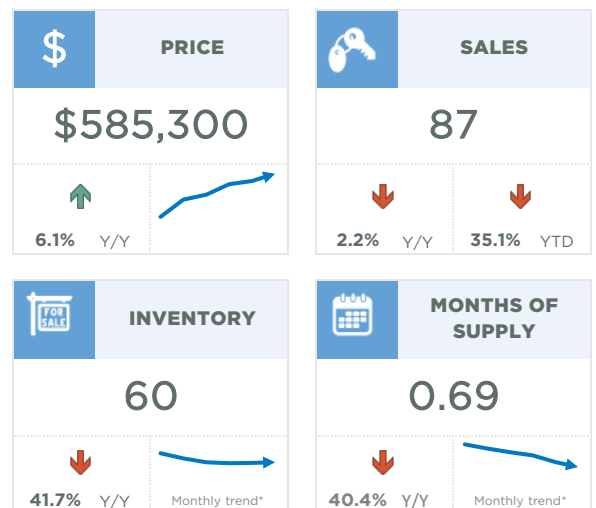 $
PRICE
$585,300
6.1% Y/Y
SALES
87
2.2% Y/Y
35.1% YTD
FOR
SALE
INVENTORY
60
41.7% Y/Y
Monthly trend*
MONTHS OF
SUPPLY
0.69
40.4% Y/Y
Monthly trend*